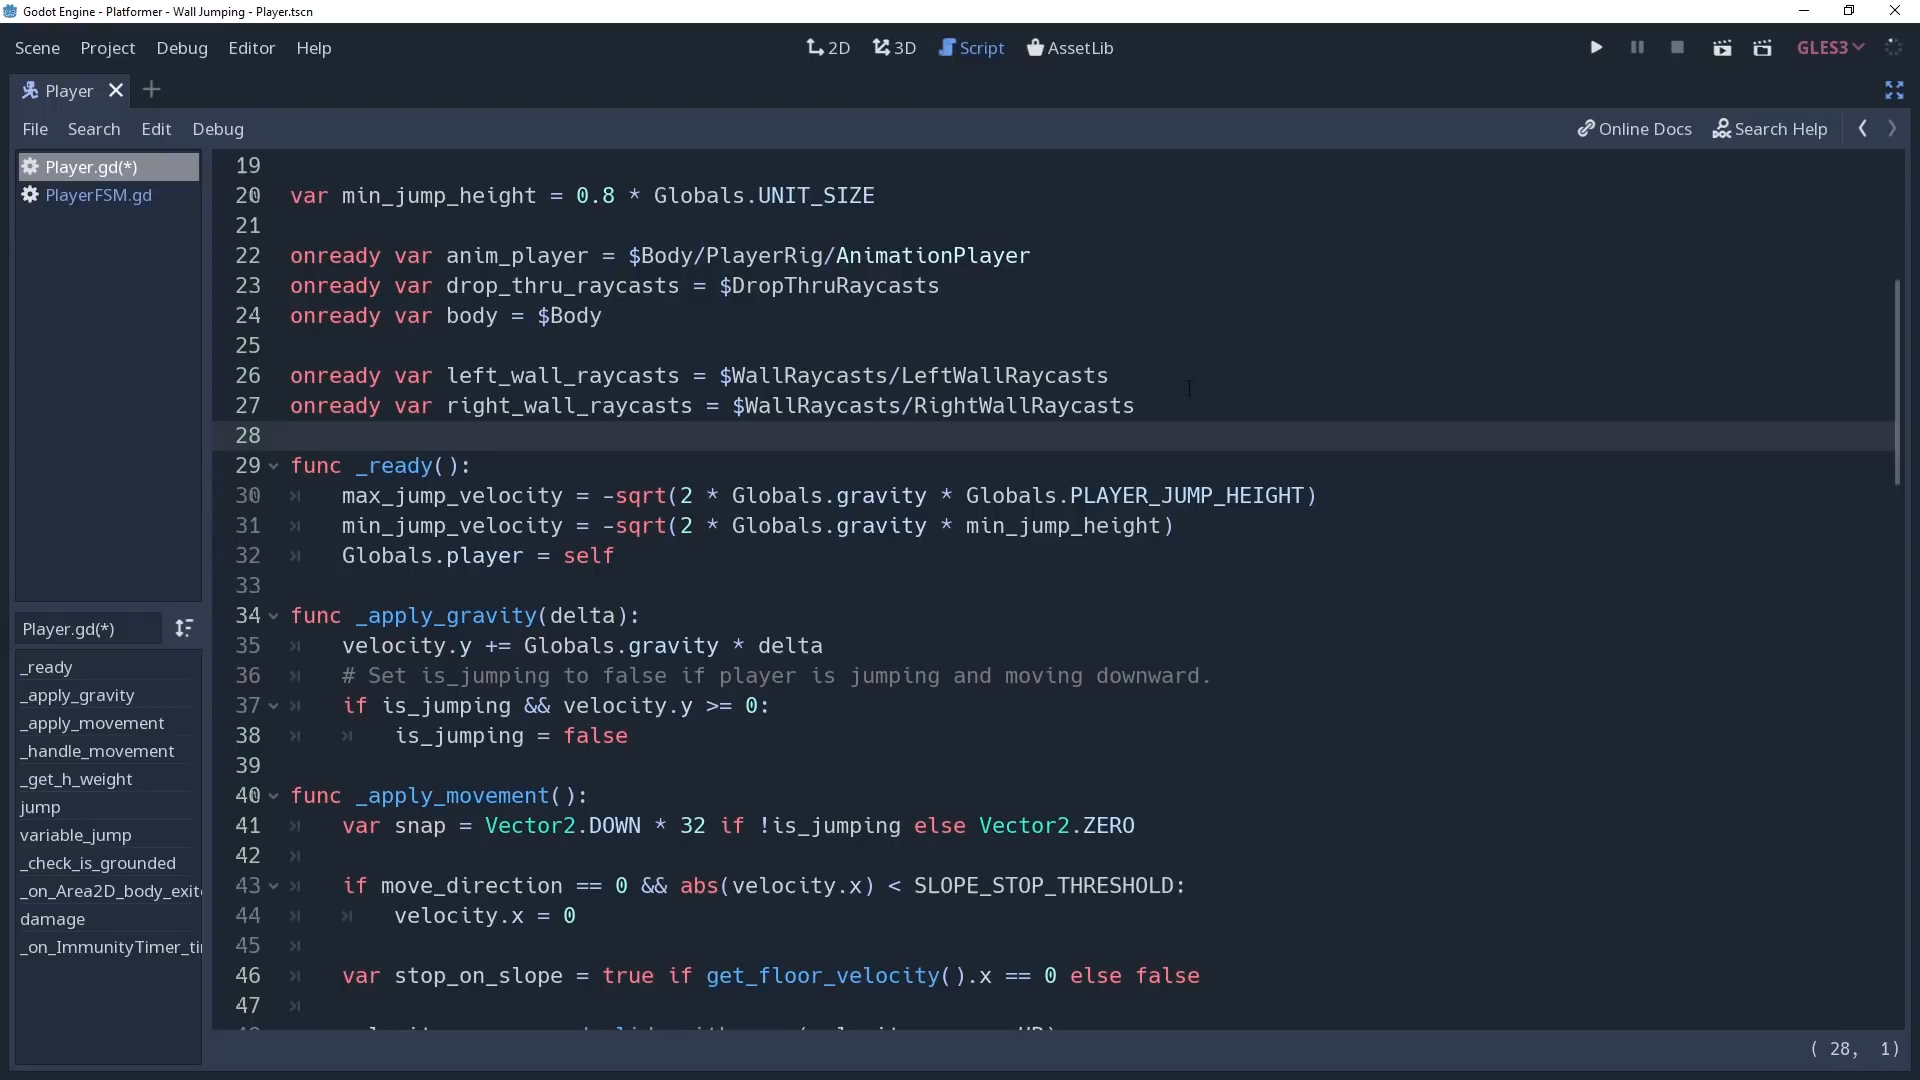 Godot Engine - Platformer - Wall Jumping - Player.tscn
Scene Project Debug Editor Help
2D 3D Script AssetLib
GLES3
Player
File Search Edit Debug
Online Docs Search Help
Player.gd(*)
PlayerFSM.gd
Player.gd(*)
_ready
_apply_gravity
_apply_movement
_handle_movement
_get_h_weight
jump
variable_jump
_check_is_grounded
_on_Area2D_body_exite
damage
_on_ImmunityTimer_tim
19
20 var min_jump_height = 0.8 * Globals.UNIT_SIZE
21
22 onready var anim_player = $Body/PlayerRig/AnimationPlayer
23 onready var drop_thru_raycasts = $DropThruRaycasts
24 onready var body = $Body
25
26 onready var left_wall_raycasts = $WallRaycasts/LeftWallRaycasts
27 onready var right_wall_raycasts = $WallRaycasts/RightWallRaycasts
28
29 func _ready():
30 max_jump_velocity = -sqrt(2 * Globals.gravity * Globals.PLAYER_JUMP_HEIGHT)
31 min_jump_velocity = -sqrt(2 * Globals.gravity * min_jump_height)
32 Globals.player = self
33
34 func _apply_gravity(delta):
35 velocity.y += Globals.gravity * delta
36 # Set is_jumping to false if player is jumping and moving downward.
37 if is_jumping && velocity.y >= 0:
38 is_jumping = false
39
40 func _apply_movement():
41 var snap = Vector2.DOWN * 32 if !is_jumping else Vector2.ZERO
42
43 if move_direction == 0 && abs(velocity.x) < SLOPE_STOP_THRESHOLD:
44 velocity.x = 0
45
46 var stop_on_slope = true if get_floor_velocity().x == 0 else false
47
( 28, 1)